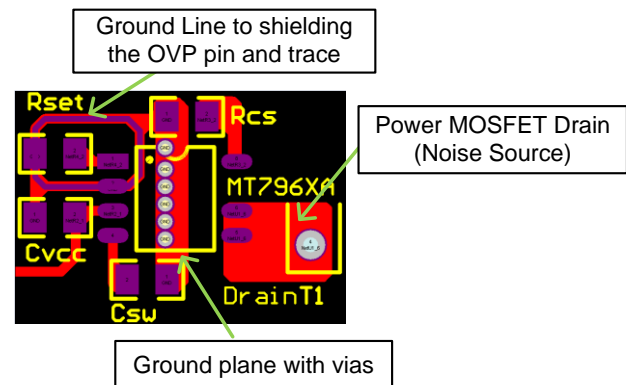 Ground Line to shielding
the OVP pin and trace
Rset
Rcs
Power MOSFET Drain
(Noise Source)
MT796XA
Cvcc
DrainT1
Csw
Ground plane with vias